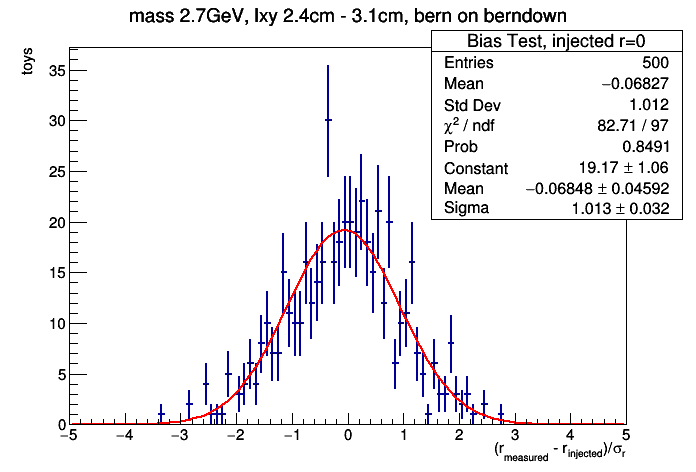 mass 2.7GeV, lxy 2.4cm - 3.1cm, bern on berndown
Bias Test, injected r=0
Entries 500
Mean −0.06827
Std Dev 1.012
χ² / ndf 82.71 / 97
Prob 0.8491
Constant 19.17 ± 1.06
Mean −0.06848 ± 0.04592
Sigma 1.013 ± 0.032
toys
35
30
25
20
15
10
5
0
−5 −4 −3 −2 −1 0 1 2 3 4 5
(r_measured - r_injected)/σ_r